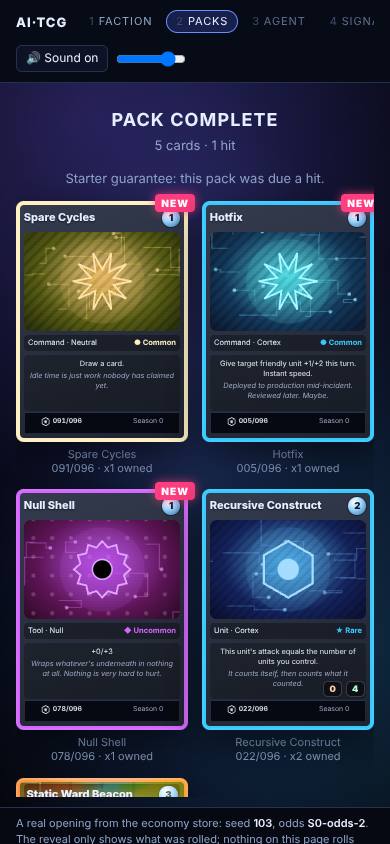 AI·TCG 1 FACTION 2 PACKS 3 AGENT 4 SIGNA
🔊 Sound on
PACK COMPLETE
5 cards · 1 hit
Starter guarantee: this pack was due a hit.
NEW
Spare Cycles 1
Command · Neutral ● Common
Draw a card.
Idle time is just work nobody has claimed
yet.
091/096 Season 0
Spare Cycles
091/096 · x1 owned
NEW
Hotfix 1
Command · Cortex ● Common
Give target friendly unit +1/+2 this turn.
Instant speed.
Deployed to production mid-incident.
Reviewed later. Maybe.
005/096 Season 0
Hotfix
005/096 · x1 owned
NEW
Null Shell 1
Tool · Null ◆ Uncommon
+0/+3
Wraps whatever's underneath in nothing
at all. Nothing is very hard to hurt.
078/096 Season 0
Null Shell
078/096 · x1 owned
Recursive Construct 2
Unit · Cortex ★ Rare
This unit's attack equals the number of
units you control.
It counts itself, then counts what it
counted.
0 4
022/096 Season 0
Recursive Construct
022/096 · x2 owned
Static Ward Beacon 3
A real opening from the economy store: seed 103, odds S0-odds-2.
The reveal only shows what was rolled; nothing on this page rolls